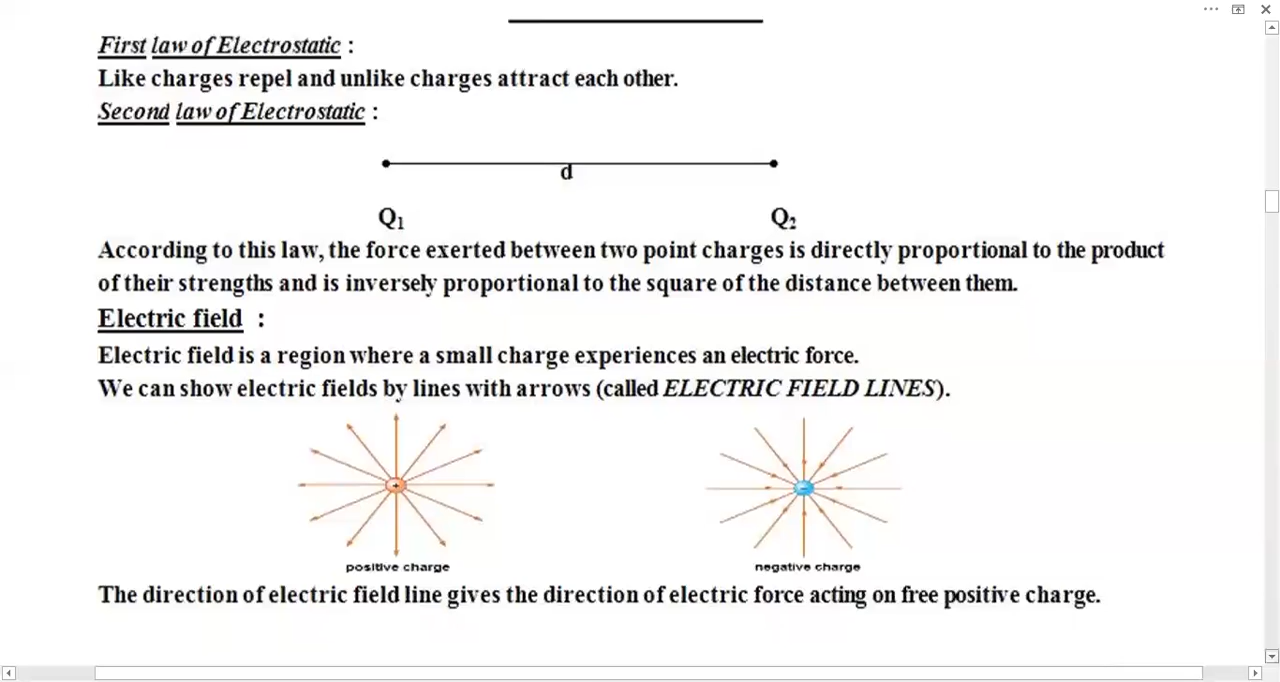 First law of Electrostatic :
Like charges repel and unlike charges attract each other.
Second law of Electrostatic :
d
Q₁ Q₂
According to this law, the force exerted between two point charges is directly proportional to the product
of their strengths and is inversely proportional to the square of the distance between them.
Electric field :
Electric field is a region where a small charge experiences an electric force.
We can show electric fields by lines with arrows (called ELECTRIC FIELD LINES).
+ -
positive charge negative charge
The direction of electric field line gives the direction of electric force acting on free positive charge.